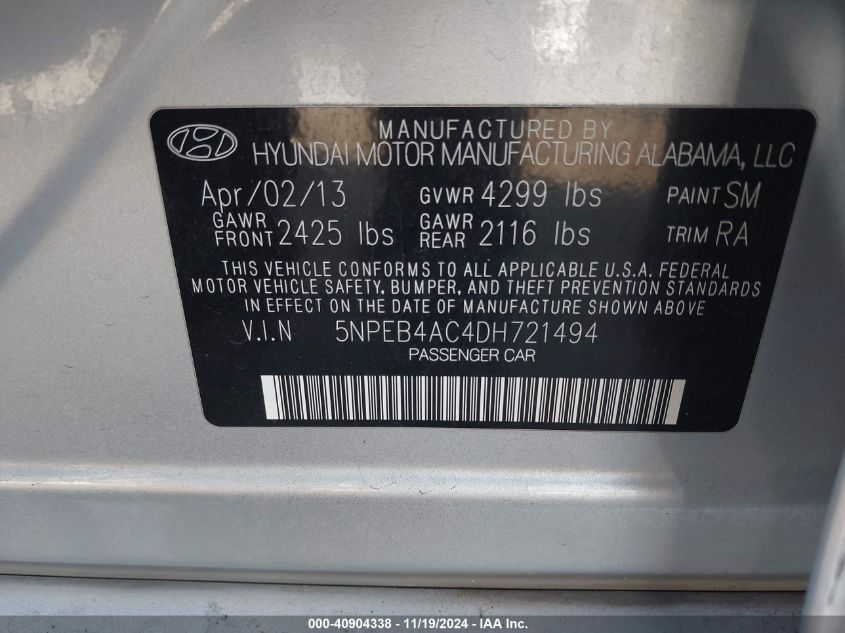 MANUFACTURED BY
HYUNDAI MOTOR MANUFACTURING ALABAMA, LLC
Apr/02/13 GVWR 4299 lbs PAINT SM
GAWR FRONT 2425 lbs GAWR REAR 2116 lbs TRIM RA
THIS VEHICLE CONFORMS TO ALL APPLICABLE U.S.A. FEDERAL
MOTOR VEHICLE SAFETY, BUMPER, AND THEFT PREVENTION STANDARDS
IN EFFECT ON THE DATE OF MANUFACTURE SHOWN ABOVE
V.I.N 5NPEB4AC4DH721494
PASSENGER CAR
000-40904338 - 11/19/2024 - IAAI Inc.